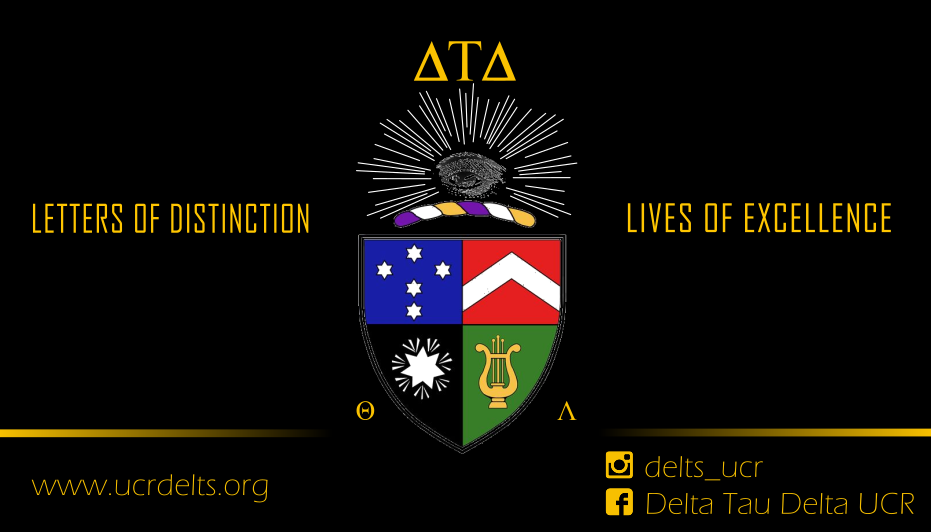 ΔΤΔ
LETTERS OF DISTINCTION
LIVES OF EXCELLENCE
Θ
Λ
www.ucrdelts.org
delts_ucr
Delta Tau Delta UCR